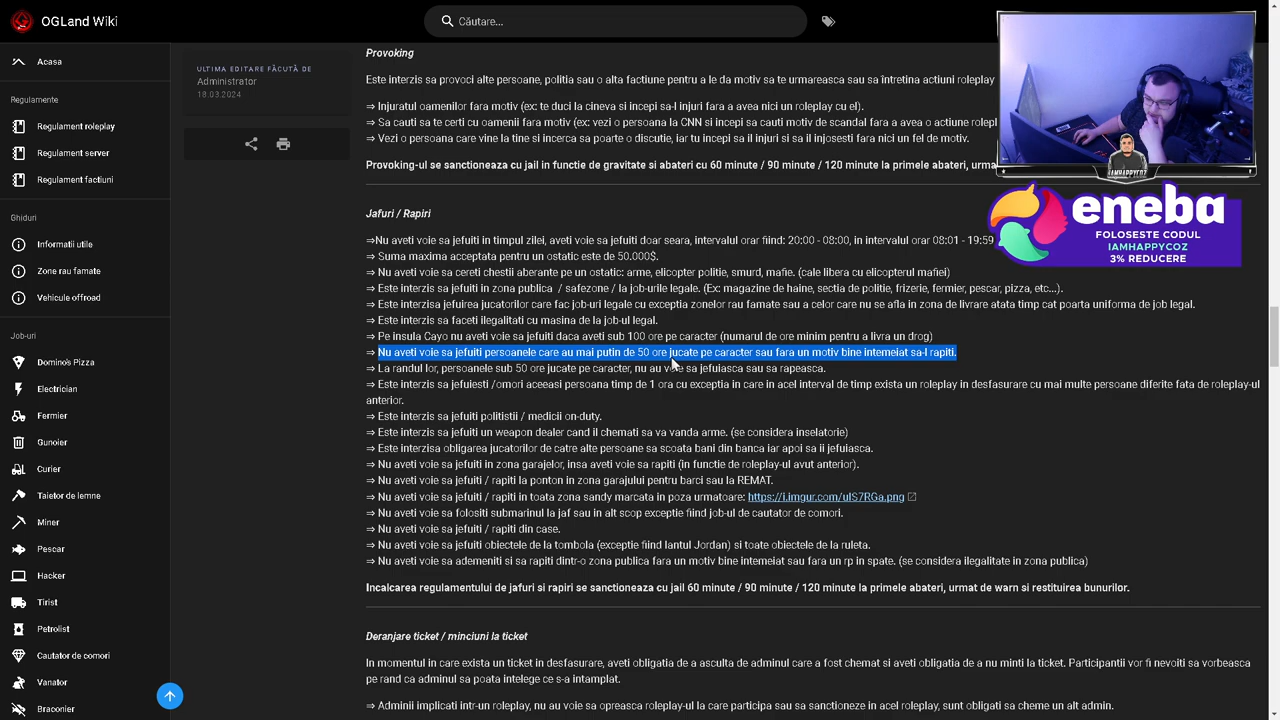 OGLand Wiki
Căutare...
Acasa
Regulamente
Regulament roleplay
Regulament server
Regulament factiuni
Ghiduri
Informatii utile
Zone rau famate
Vehicule offroad
Job-uri
Domino's Pizza
Electrician
Fermier
Gunoier
Curier
Taietor de lemne
Miner
Pescar
Hacker
Tirist
Petrolist
Cautator de comori
Vanator
Braconier
ULTIMA EDITARE FĂCUTĂ DE
Administrator
18.03.2024
Provoking
Este interzis sa provoci alte persoane, politia sau o alta factiune pentru a le da motiv sa te urmareasca sau sa intretina actiuni roleplay
⇒ Injuratul oamenilor fara motiv (ex: te duci la cineva si incepi sa-l injuri fara a avea nici un roleplay cu el).
⇒ Sa cauti sa te certi cu oamenii fara motiv (ex: vezi o persoana la CNN si incepi sa cauti motiv de scandal fara a avea o actiune
⇒ Vezi o persoana care vine la tine si incerca sa poarte o discutie, iar tu incepi sa il injuri si sa il injosesti fara nici un fel de motiv.
Provoking-ul se sanctioneaza cu jail in functie de gravitate si abateri cu 60 minute / 90 minute / 120 minute la primele abateri,
Jafuri / Rapiri
⇒Nu aveti voie sa jefuiti in timpul zilei, aveti voie sa jefuiti doar seara, intervalul orar fiind: 20:00 - 08:00, in intervalul orar 08:01 - 19:59
⇒ Suma maxima acceptata pentru un ostatic este de 50.000$.
⇒ Nu aveti voie sa cereti chestii aberante pe un ostatic: arme, elicopter politie, smurd, mafie. (cale libera cu elicopterul mafiei)
⇒ Este interzis sa jefuiti in zona publica / safezone / la job-urile legale. (Ex: magazine de haine, sectia de politie, frizerie, fermier, pescar, pizza, etc...).
⇒ Este interzisa jefuirea jucatorilor care fac job-uri legale cu exceptia zonelor rau famate sau a celor care nu se afla in zona de livrare atata timp cat poarta uniforma de job legal.
⇒ Este interzis sa faceti ilegalitati cu masina de la job-ul legal.
⇒ Pe insula Cayo nu aveti voie sa jefuiti daca aveti sub 100 ore pe caracter (numarul de ore minim pentru a livra un drog)
⇒ Nu aveti voie sa jefuiti persoanele care au mai putin de 50 ore jucate pe caracter sau fara un motiv bine intemeiat sa-l rapiti.
⇒ La randul lor, persoanele sub 50 ore jucate pe caracter, nu au voie sa jefuiasca sau sa rapeasca.
⇒ Este interzis sa jefuiesti /omori aceeasi persoana timp de 1 ora cu exceptia in care in acel interval de timp exista un roleplay in desfasurare cu mai multe persoane diferite fata de roleplay-ul
anterior.
⇒ Este interzis sa jefuiti politistii / medicii on-duty.
⇒ Este interzis sa jefuiti un weapon dealer cand il chemati sa va vanda arme. (se considera inselatorie)
⇒ Este interzisa obligarea jucatorilor de catre alte persoane sa scoata bani din banca iar apoi sa ii jefuiasca.
⇒ Nu aveti voie sa jefuiti in zona garajelor, insa aveti voie sa rapiti (in functie de roleplay-ul avut anterior).
⇒ Nu aveti voie sa jefuiti / rapiti la ponton in zona garajului pentru barci sau la REMAT.
⇒ Nu aveti voie sa jefuiti / rapiti in toata zona sandy marcata in poza urmatoare: https://i.imgur.com/ulS7RGa.png
⇒ Nu aveti voie sa folositi submarinul la jaf sau in alt scop exceptie fiind job-ul de cautator de comori.
⇒ Nu aveti voie sa jefuiti / rapiti din case.
⇒ Nu aveti voie sa jefuiti obiectele de la tombola (exceptie fiind lantul Jordan) si toate obiectele de la ruleta.
⇒ Nu aveti voie sa ademeniti si sa rapiti dintr-o zona publica fara un motiv bine intemeiat sau fara un rp in spate. (se considera ilegalitate in zona publica)
Incalcarea regulamentului de jafuri si rapiri se sanctioneaza cu jail 60 minute / 90 minute / 120 minute la primele abateri, urmat de warn si restituirea bunurilor.
Deranjare ticket / minciuni la ticket
In momentul in care exista un ticket in desfasurare, aveti obligatia de a asculta de adminul care a fost chemat si aveti obligatia de a nu minti la ticket. Participantii vor fi nevoiti sa vorbeasca
pe rand ca adminul sa poata intelege ce s-a intamplat.
⇒ Adminii implicati intr-un roleplay, nu au voie sa opreasca roleplay-ul la care participa sau sa sanctioneze in acel roleplay, sunt obligati sa cheme un alt admin.
IAMHAPPYCOZ
eneba
FOLOSESTE CODUL
IAMHAPPYCOZ
3% REDUCERE